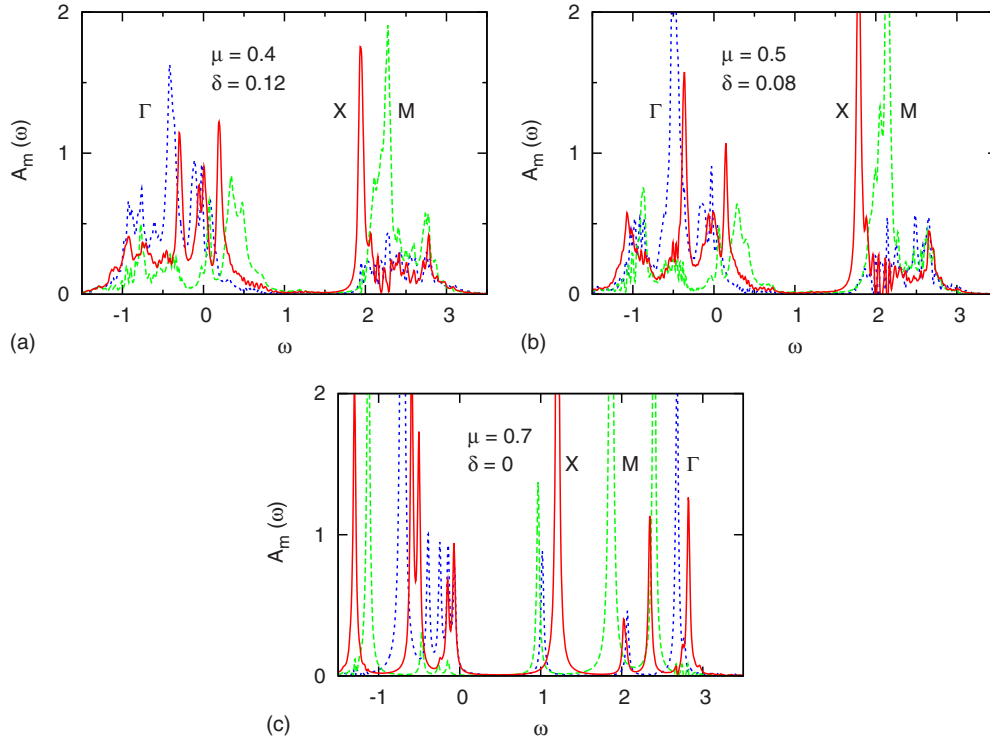 2
1
0
A_m (ω)
μ = 0.4
δ = 0.12
Γ
X
M
-1 0 1 2 3
ω
(a)
2
1
0
A_m (ω)
μ = 0.5
δ = 0.08
Γ
X
M
-1 0 1 2 3
ω
(b)
2
1
0
A_m (ω)
μ = 0.7
δ = 0
X
M
Γ
-1 0 1 2 3
ω
(c)